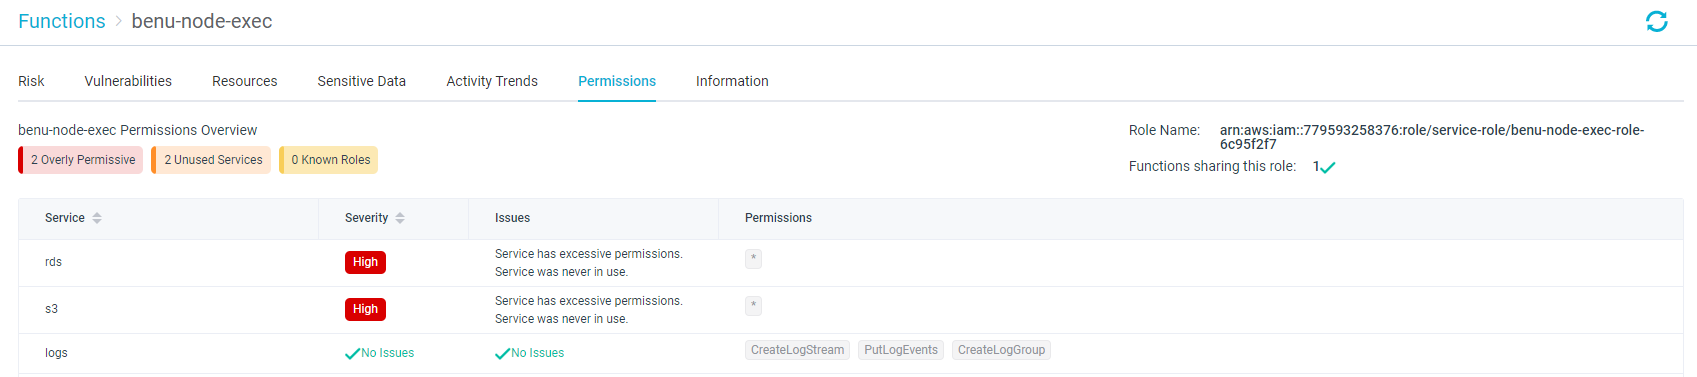 Functions > benu-node-exec
Risk Vulnerabilities Resources Sensitive Data Activity Trends Permissions Information
benu-node-exec Permissions Overview
2 Overly Permissive 2 Unused Services 0 Known Roles
Role Name: arn:aws:iam::779593258376:role/service-role/benu-node-exec-role-
6c95f2f7
Functions sharing this role: 1
Service Severity Issues Permissions
rds High Service has excessive permissions. *
Service was never in use.
s3 High Service has excessive permissions. *
Service was never in use.
logs No Issues No Issues CreateLogStream PutLogEvents CreateLogGroup